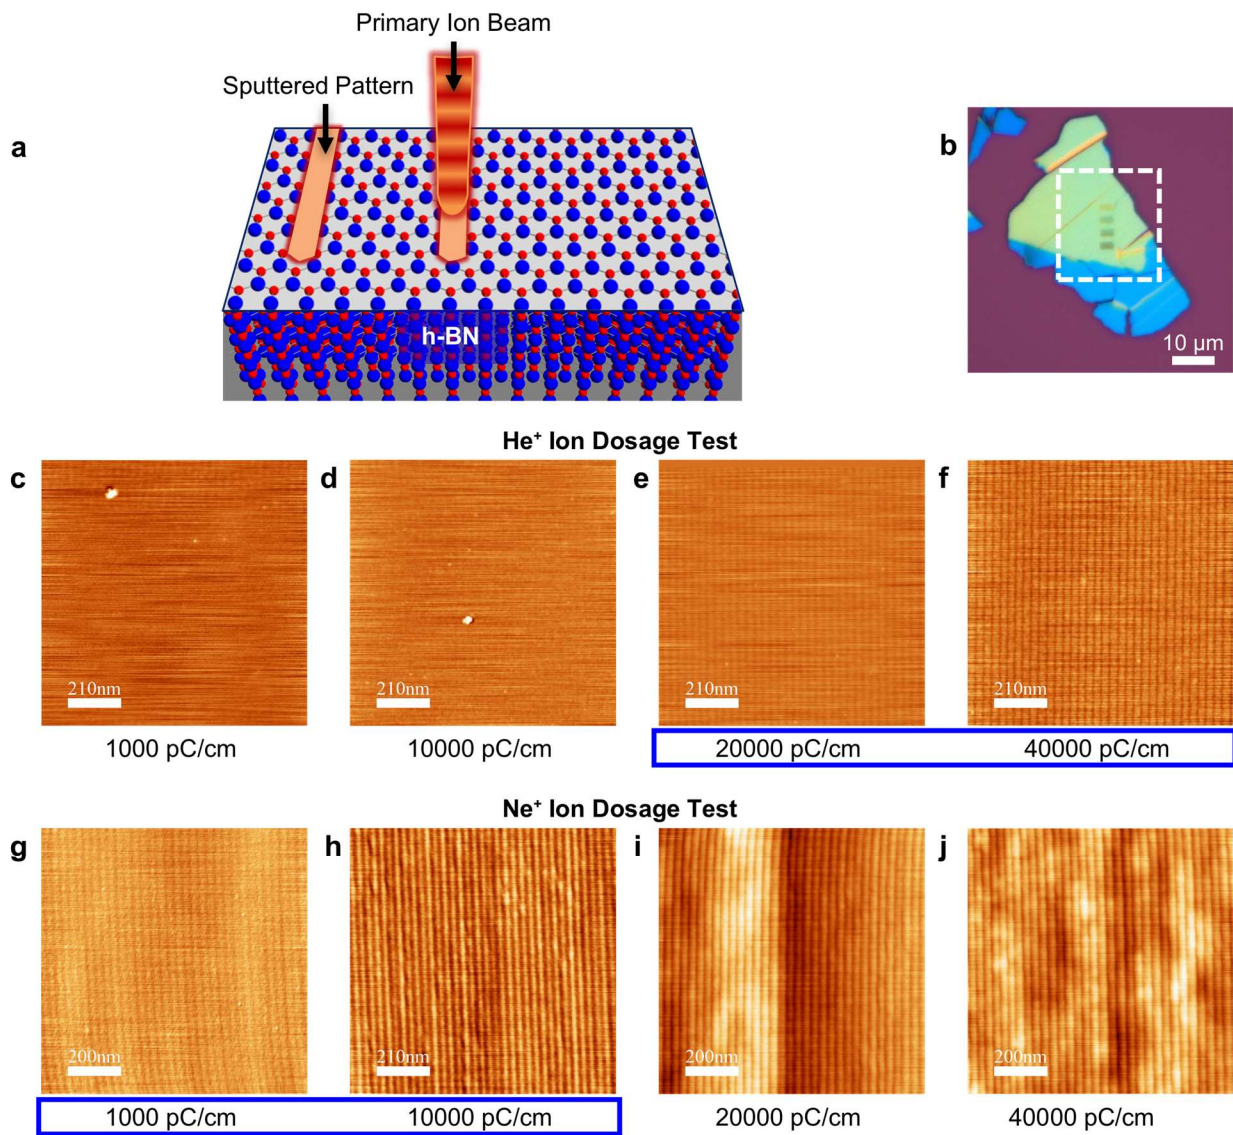 Primary Ion Beam
Sputtered Pattern
a
b
h-BN
10 µm
He⁺ Ion Dosage Test
c
d
e
f
210nm
210nm
210nm
210nm
1000 pC/cm
10000 pC/cm
20000 pC/cm
40000 pC/cm
Ne⁺ Ion Dosage Test
g
h
i
j
200nm
210nm
200nm
200nm
1000 pC/cm
10000 pC/cm
20000 pC/cm
40000 pC/cm